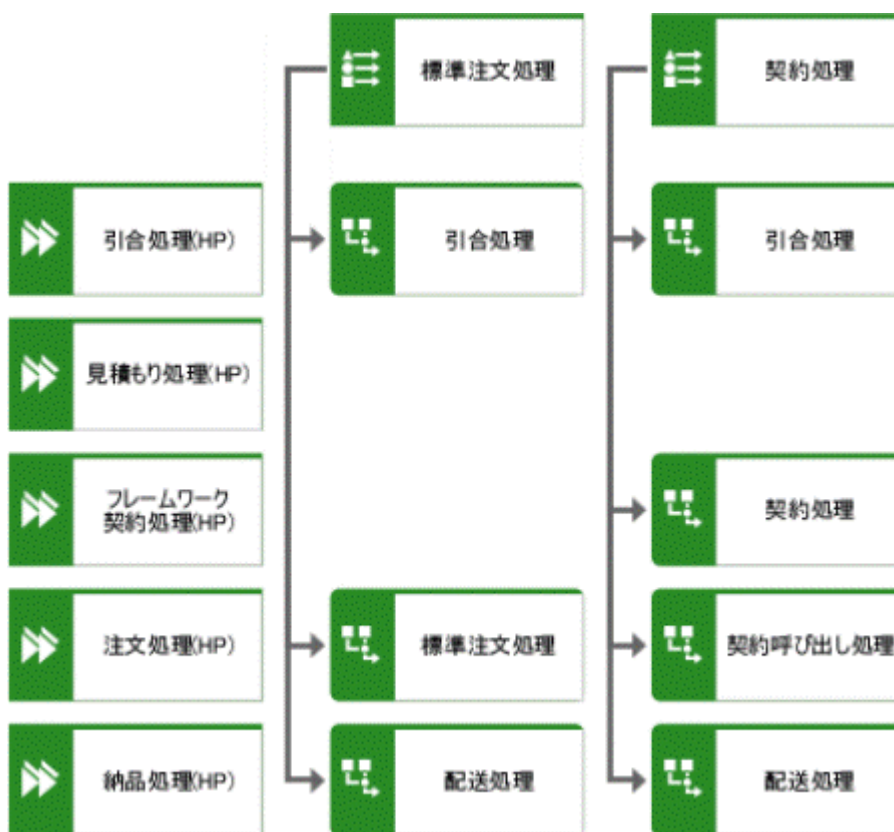 標準注文処理
契約処理
引合処理(HP)
引合処理
引合処理
見積もり処理(HP)
フレームワーク
契約処理(HP)
契約処理
注文処理(HP)
標準注文処理
契約呼び出し処理
納品処理(HP)
配送処理
配送処理